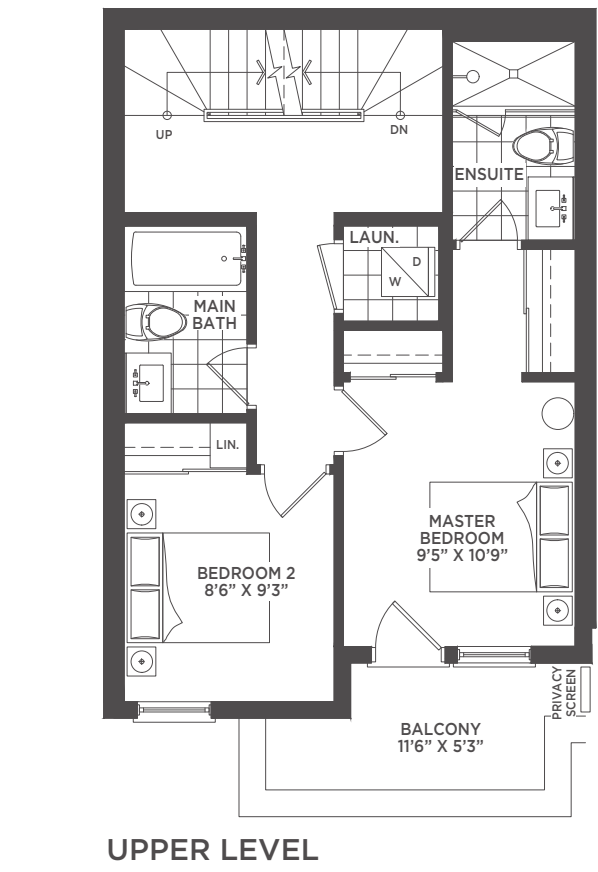 UP
DN
ENSUITE
LAUN.
D
W
MAIN
BATH
LIN.
MASTER
BEDROOM
9'5” X 10'9”
BEDROOM 2
8'6” X 9'3”
PRIVACY
SCREEN
BALCONY
11'6” X 5'3”
UPPER LEVEL